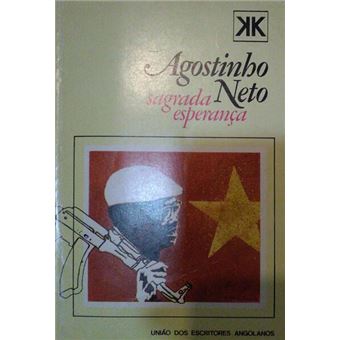 KK
Agostinho
Neto
sagrada
esperança
UNIÃO DOS ESCRITORES ANGOLANOS